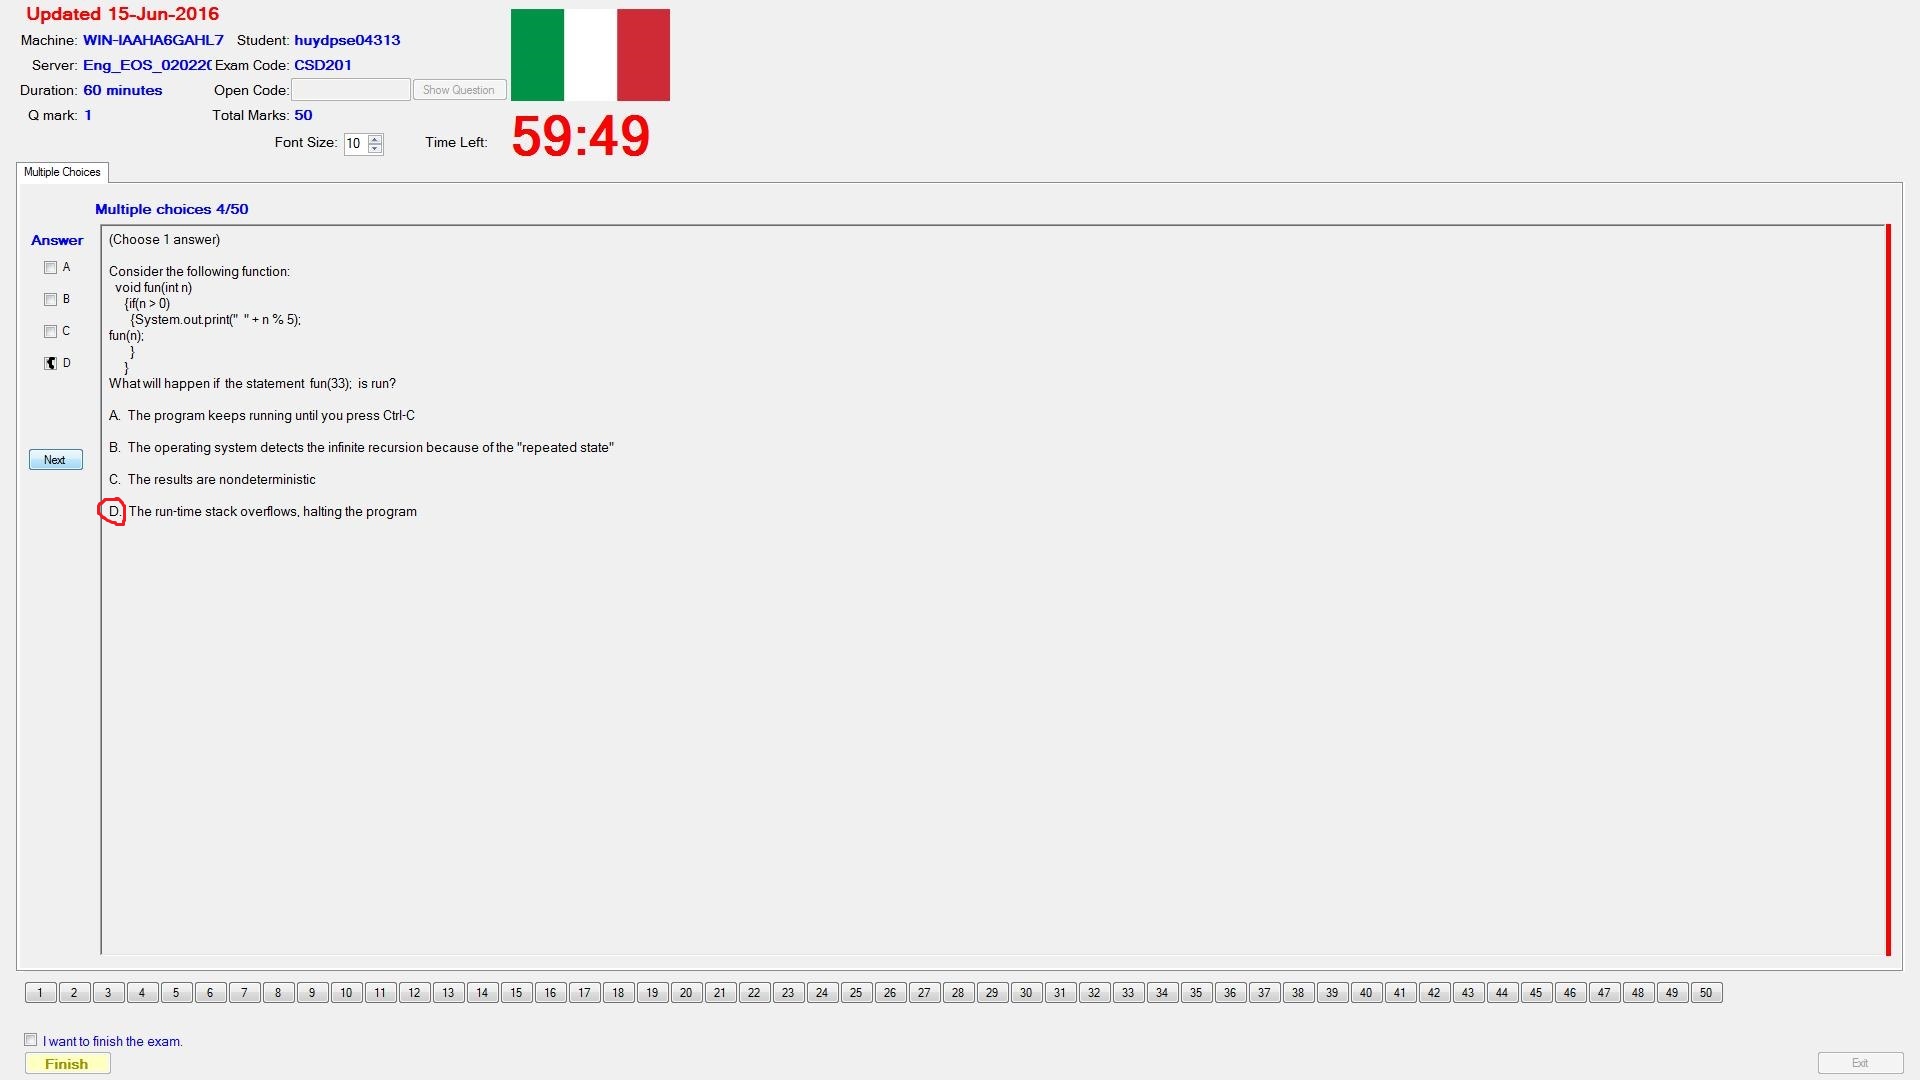 Updated 15-Jun-2016
Machine: WIN-IAAHA6GAHL7 Student: huydpse04313
Server: Eng_EOS_020220 Exam Code: CSD201
Duration: 60 minutes Open Code: Show Question
Q mark: 1 Total Marks: 50
Font Size: 10 Time Left: 59:49
Multiple Choices
Multiple choices 4/50
Answer
A
B
C
D
Next
(Choose 1 answer)
Consider the following function:
void fun(int n)
{if(n > 0)
{System.out.print(" " + n % 5);
fun(n);
}
}
What will happen if the statement fun(33); is run?
A. The program keeps running until you press Ctrl-C
B. The operating system detects the infinite recursion because of the "repeated state"
C. The results are nondeterministic
D. The run-time stack overflows, halting the program
1 2 3 4 5 6 7 8 9 10 11 12 13 14 15 16 17 18 19 20 21 22 23 24 25 26 27 28 29 30 31 32 33 34 35 36 37 38 39 40 41 42 43 44 45 46 47 48 49 50
I want to finish the exam.
Finish
Exit